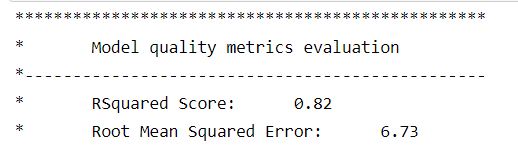 *************************************************
*       Model quality metrics evaluation
*------------------------------------------------
*       RSquared Score:      0.82
*       Root Mean Squared Error:      6.73